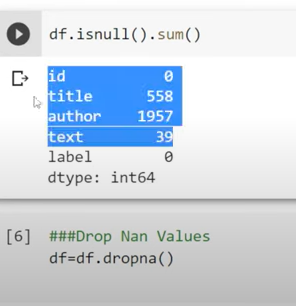 df.isnull().sum()
id 0
title 558
author 1957
text 39
label 0
dtype: int64
[6] ###Drop Nan Values
df=df.dropna()